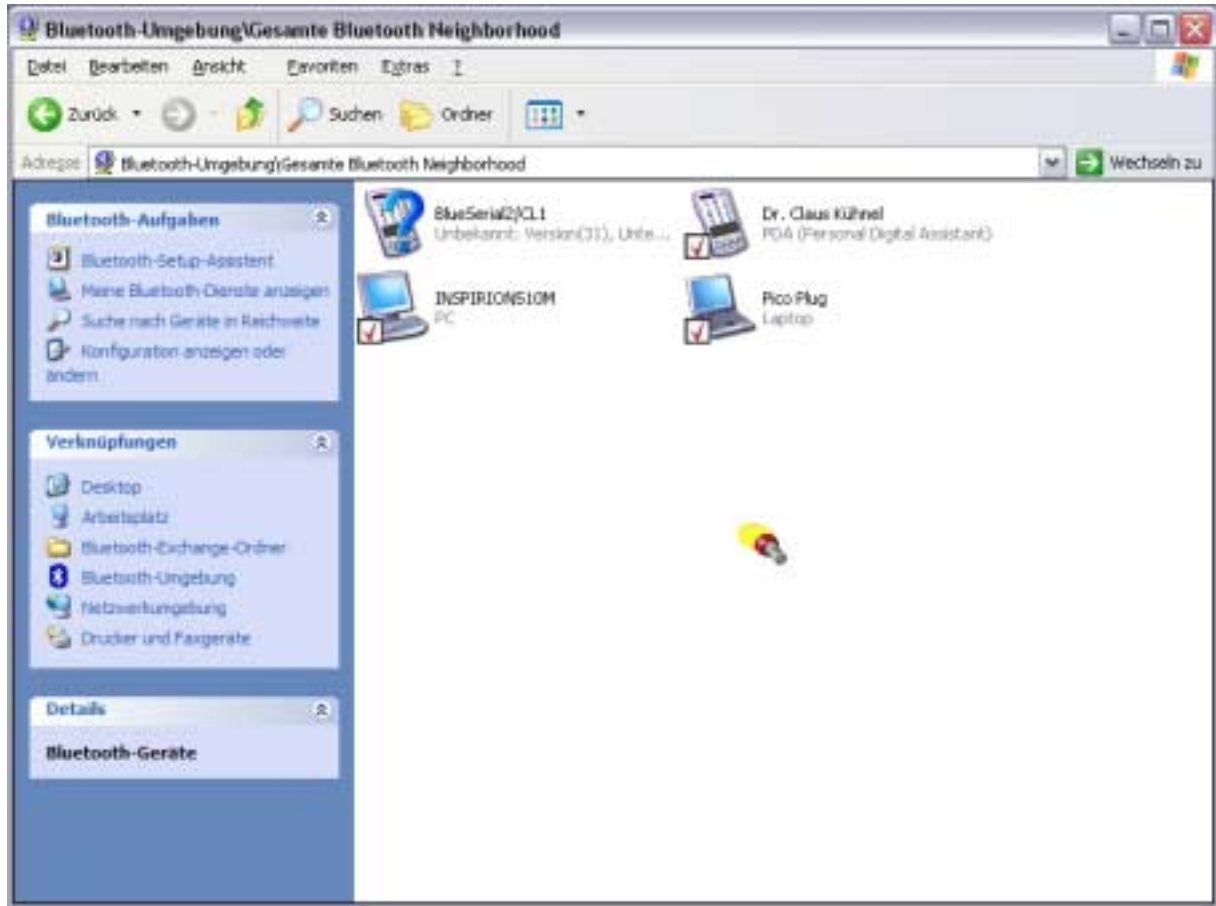 Bluetooth-Umgebung\Gesamte Bluetooth Neighborhood
Datei Bearbeiten Ansicht Favoriten Extras ?
Zurück Suchen Ordner
Adresse Bluetooth-Umgebung\Gesamte Bluetooth Neighborhood Wechseln zu
Bluetooth-Aufgaben
Bluetooth-Setup-Assistent
Meine Bluetooth-Dienste anzeigen
Suche nach Geräte in Reichweite
Konfiguration anzeigen oder
ändern
Verknüpfungen
Desktop
Arbeitsplatz
Bluetooth-Exchange-Ordner
Bluetooth-Umgebung
Netzwerkumgebung
Drucker und Faxgeräte
Details
Bluetooth-Geräte
BlueSerial2/CL1
Unbekannt: Version(31), Unte...
Dr. Claus Kühnel
PDA (Personal Digital Assistant)
INSPIRION510M
PC
Pico Plug
Laptop